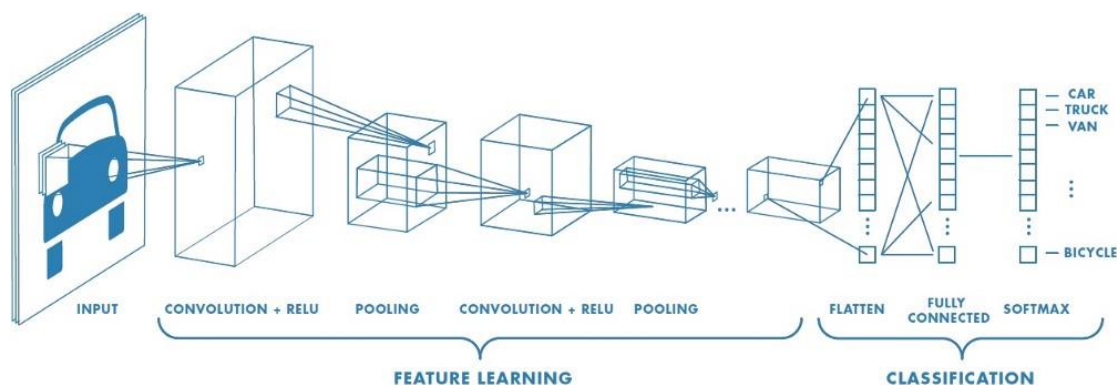 CAR
TRUCK
VAN
BICYCLE
INPUT
CONVOLUTION + RELU
POOLING
CONVOLUTION + RELU
POOLING
FLATTEN
FULLY
CONNECTED
SOFTMAX
FEATURE LEARNING
CLASSIFICATION